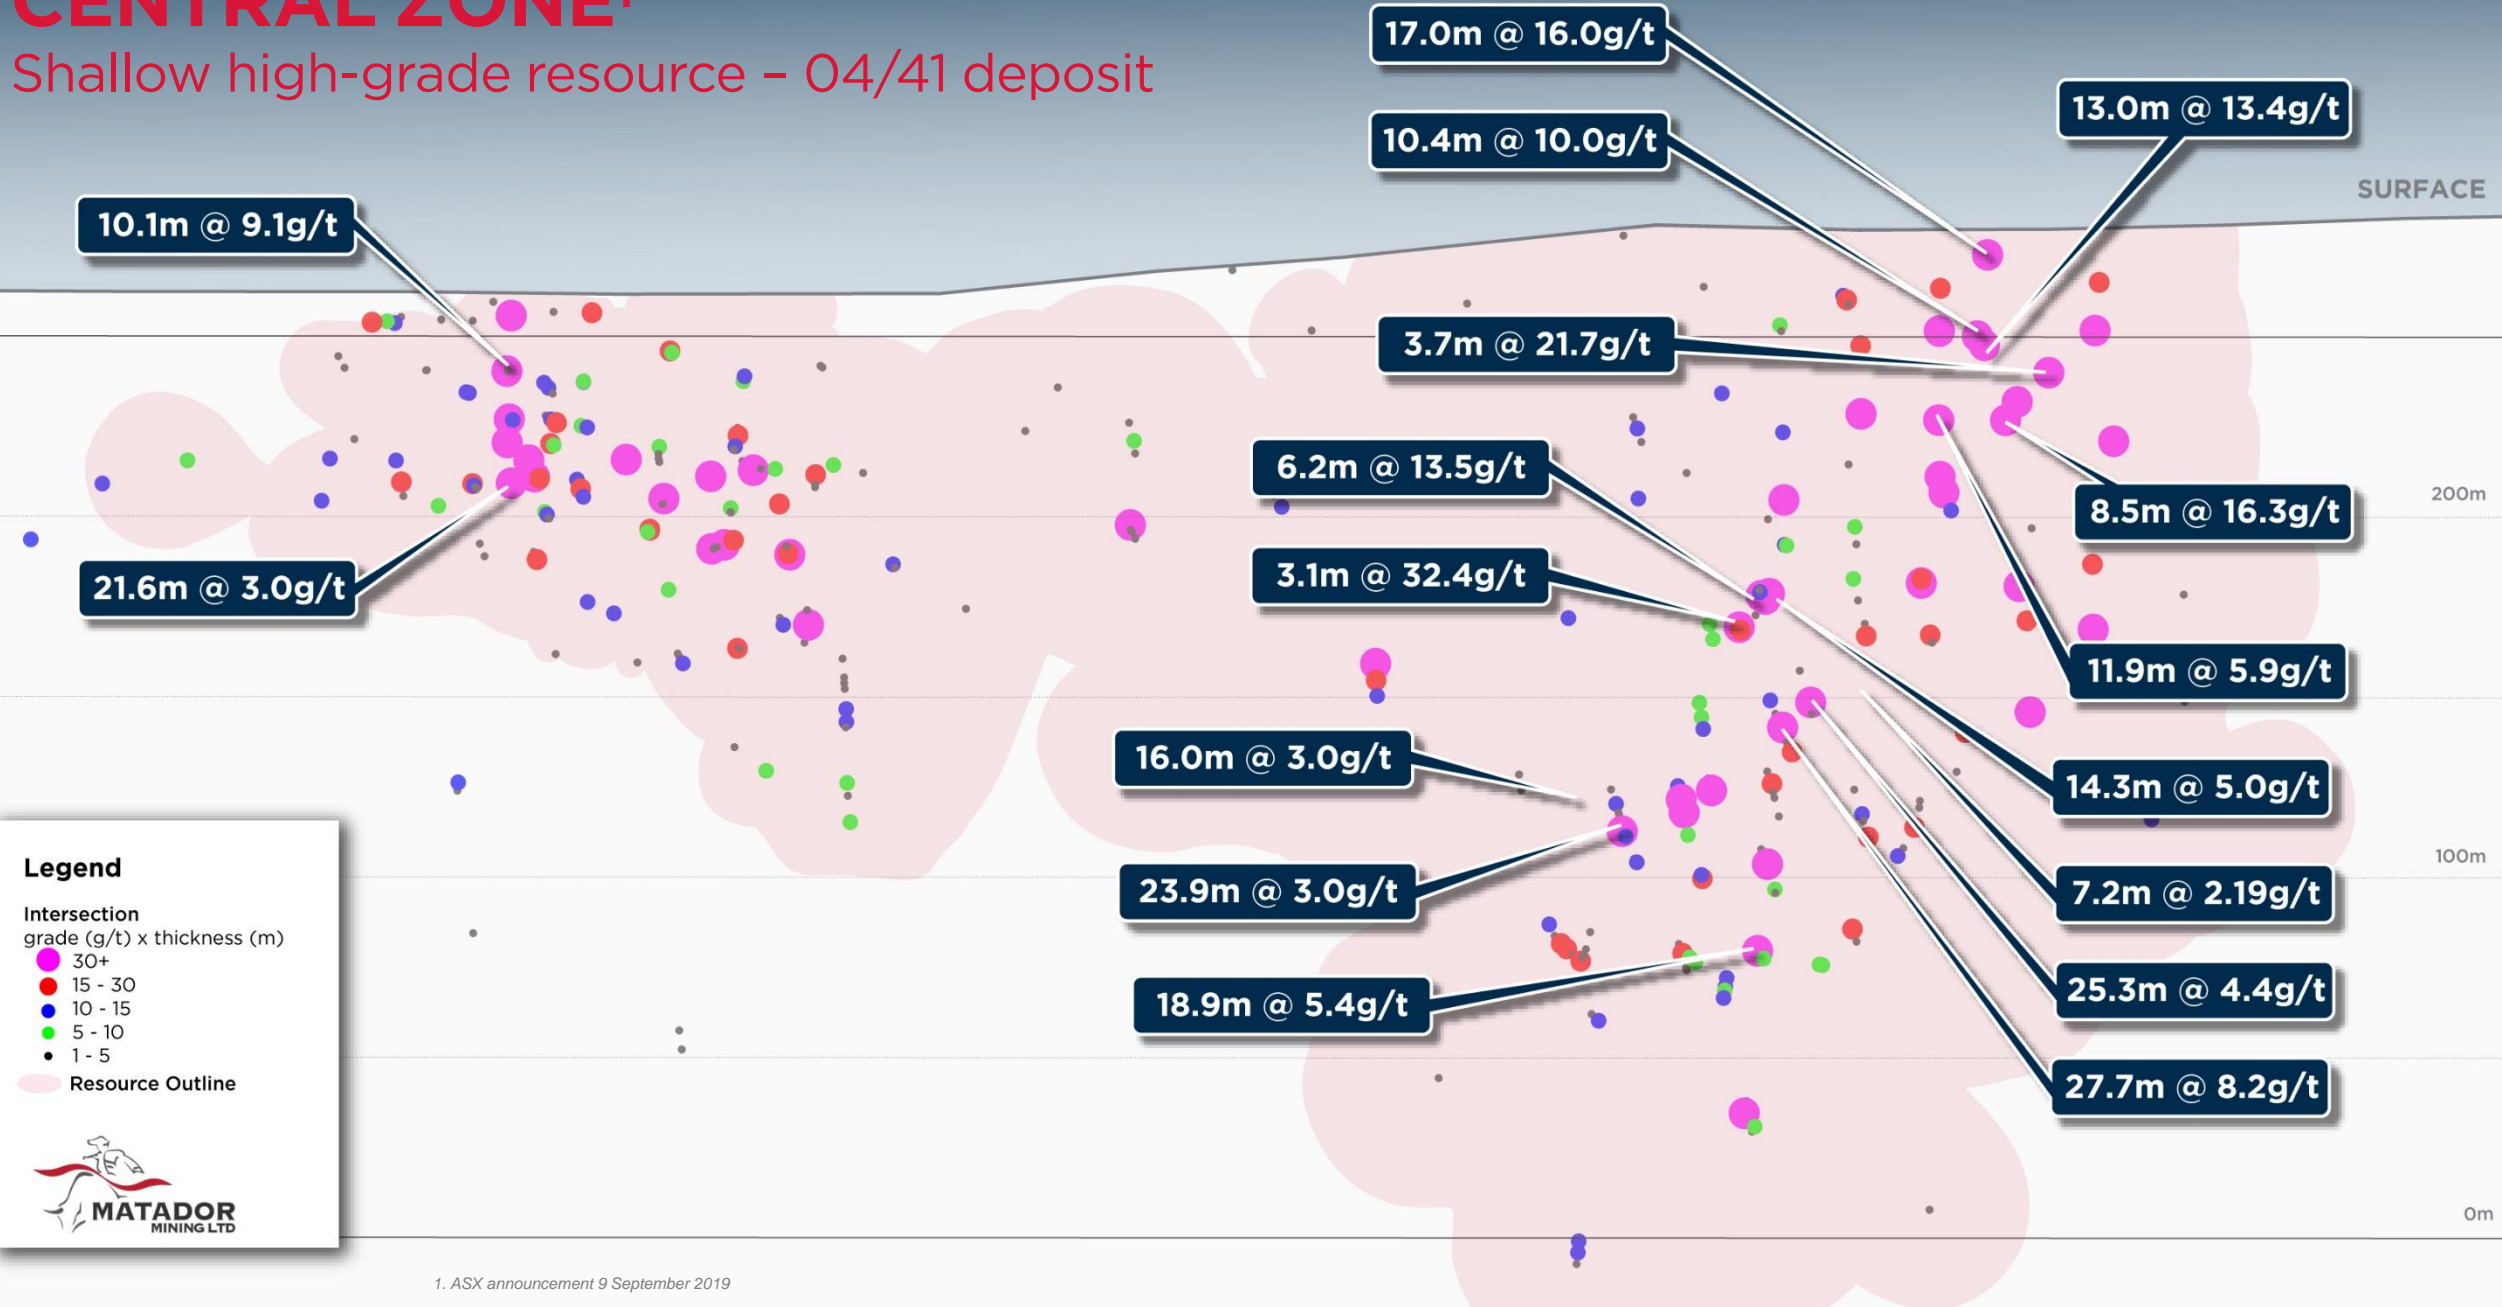 CENTRAL ZONE¹
Shallow high-grade resource – 04/41 deposit
17.0m @ 16.0g/t
13.0m @ 13.4g/t
10.4m @ 10.0g/t
SURFACE
10.1m @ 9.1g/t
3.7m @ 21.7g/t
6.2m @ 13.5g/t
200m
8.5m @ 16.3g/t
3.1m @ 32.4g/t
21.6m @ 3.0g/t
11.9m @ 5.9g/t
16.0m @ 3.0g/t
14.3m @ 5.0g/t
100m
23.9m @ 3.0g/t
7.2m @ 2.19g/t
25.3m @ 4.4g/t
18.9m @ 5.4g/t
27.7m @ 8.2g/t
0m
Legend
Intersection
grade (g/t) x thickness (m)
30+
15 - 30
10 - 15
5 - 10
1 - 5
Resource Outline
MATADOR
MINING LTD
1. ASX announcement 9 September 2019